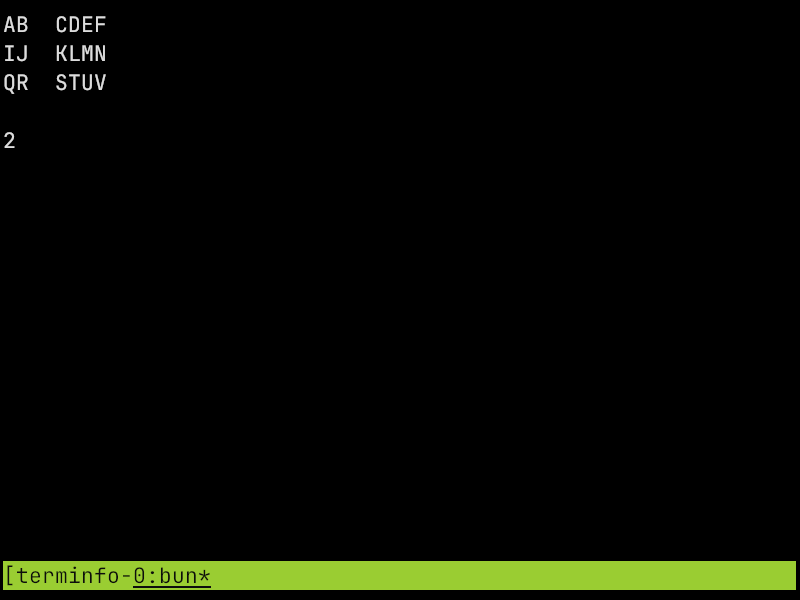 AB  CDEF
IJ  KLMN
QR  STUV
2
[terminfo-0:bun*